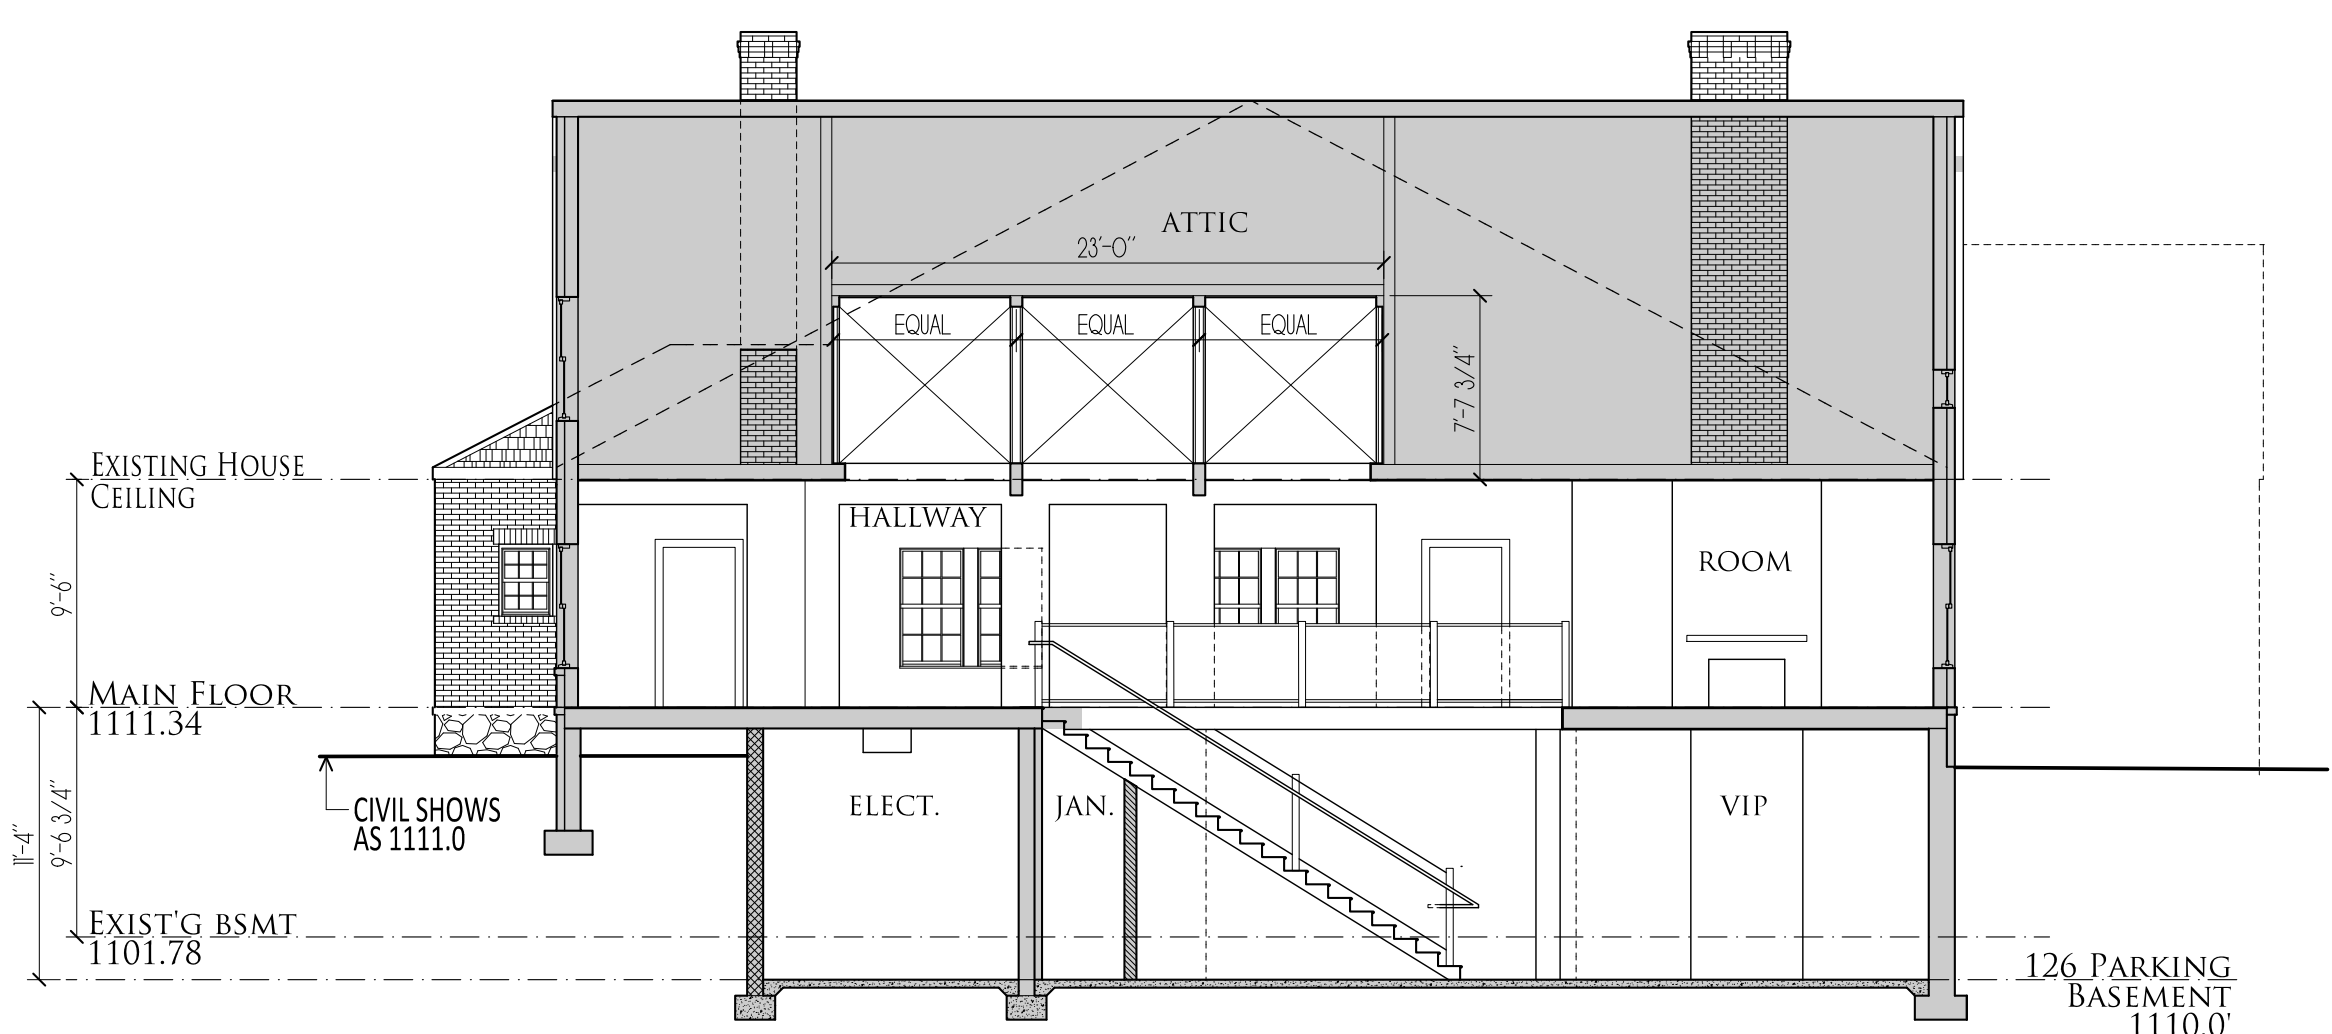 ATTIC
23'-0"
EQUAL
EQUAL
EQUAL
7'-7 3/4"
EXISTING HOUSE
CEILING
HALLWAY
ROOM
9'-6"
MAIN FLOOR
1111.34
CIVIL SHOWS
AS 1111.0
ELECT.
JAN.
VIP
11'-4"
9'-6 3/4"
EXIST'G BSMT
1101.78
126 PARKING
BASEMENT
1110.0'